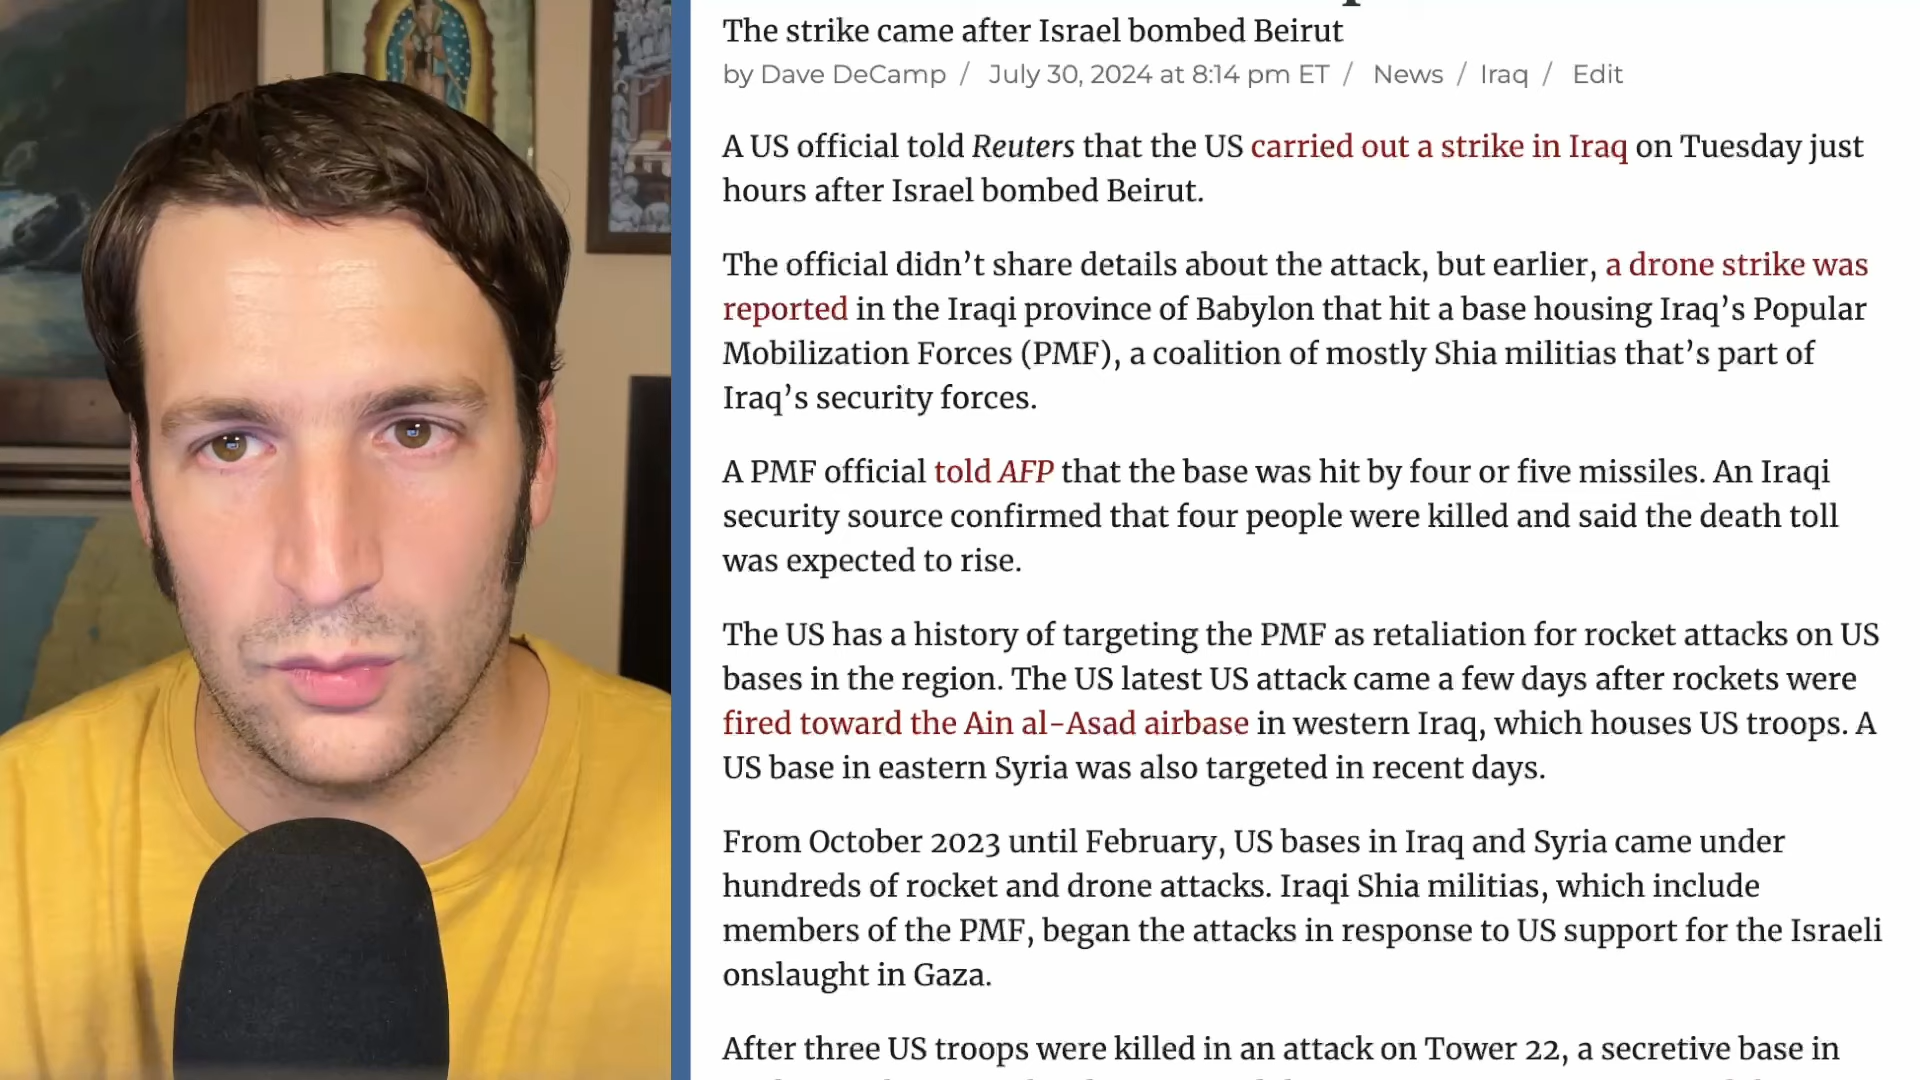 The strike came after Israel bombed Beirut
by Dave DeCamp / July 30, 2024 at 8:14 pm ET / News / Iraq / Edit
A US official told Reuters that the US carried out a strike in Iraq on Tuesday just
hours after Israel bombed Beirut.
The official didn’t share details about the attack, but earlier, a drone strike was
reported in the Iraqi province of Babylon that hit a base housing Iraq’s Popular
Mobilization Forces (PMF), a coalition of mostly Shia militias that’s part of
Iraq’s security forces.
A PMF official told AFP that the base was hit by four or five missiles. An Iraqi
security source confirmed that four people were killed and said the death toll
was expected to rise.
The US has a history of targeting the PMF as retaliation for rocket attacks on US
bases in the region. The US latest US attack came a few days after rockets were
fired toward the Ain al-Asad airbase in western Iraq, which houses US troops. A
US base in eastern Syria was also targeted in recent days.
From October 2023 until February, US bases in Iraq and Syria came under
hundreds of rocket and drone attacks. Iraqi Shia militias, which include
members of the PMF, began the attacks in response to US support for the Israeli
onslaught in Gaza.
After three US troops were killed in an attack on Tower 22, a secretive base in